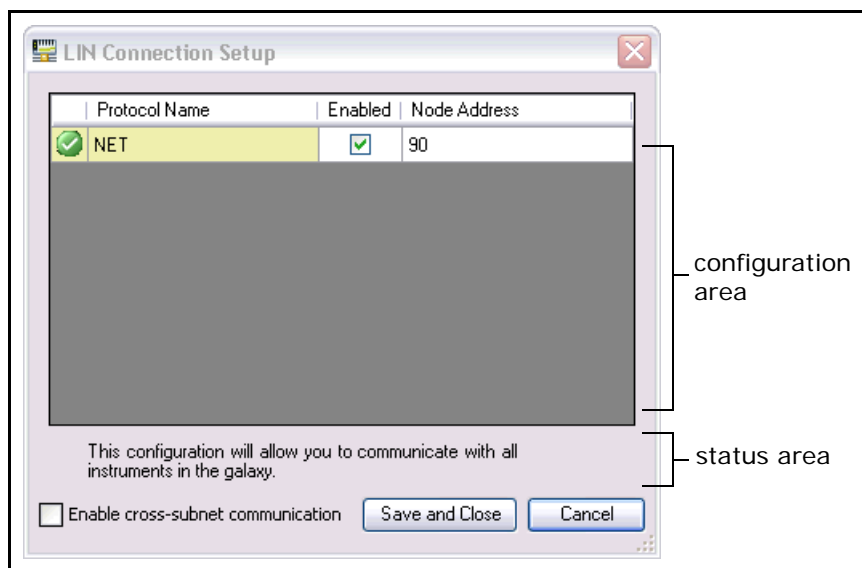 LIN Connection Setup
Protocol Name Enabled Node Address
NET 90
configuration
area
This configuration will allow you to communicate with all
instruments in the galaxy.
status area
Enable cross-subnet communication Save and Close Cancel